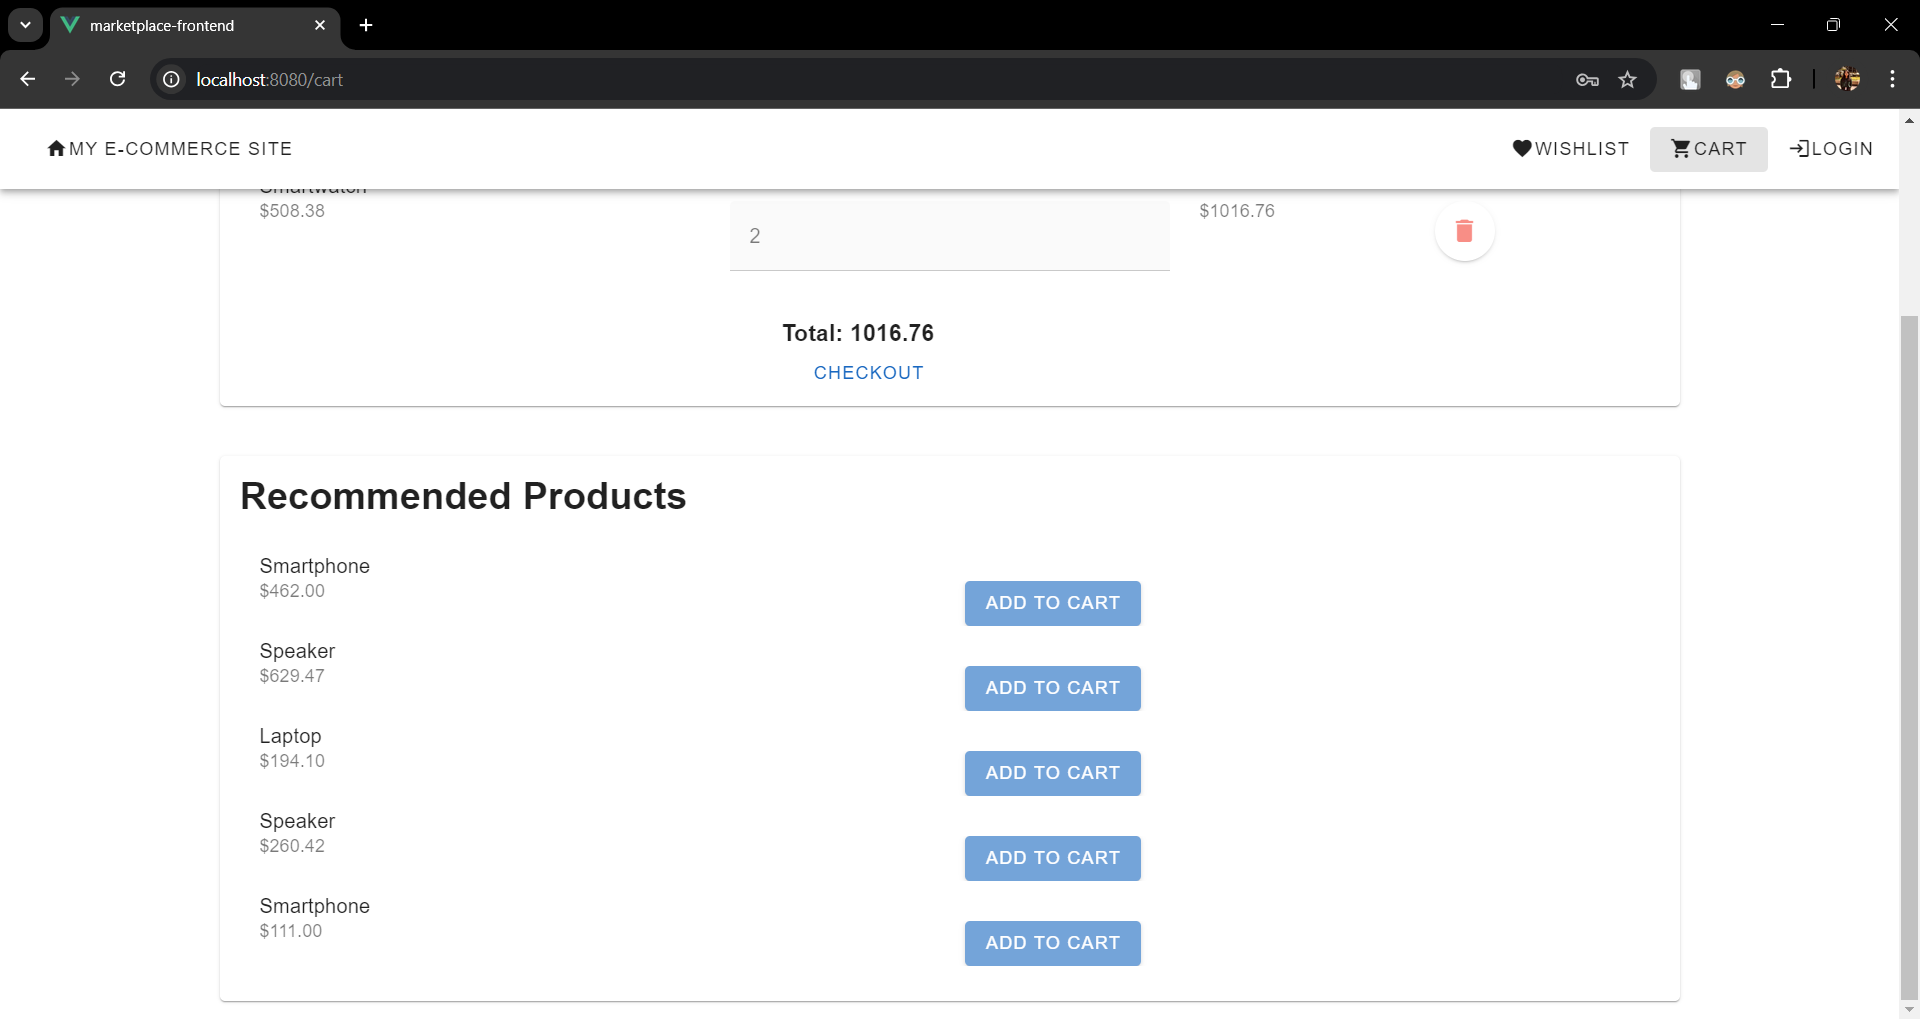 marketplace-frontend
localhost:8080/cart
MY E-COMMERCE SITE
WISHLIST
CART
LOGIN
Smartwatch
$508.38
2
$1016.76
Total: 1016.76
CHECKOUT
Recommended Products
Smartphone
$462.00
ADD TO CART
Speaker
$629.47
ADD TO CART
Laptop
$194.10
ADD TO CART
Speaker
$260.42
ADD TO CART
Smartphone
$111.00
ADD TO CART